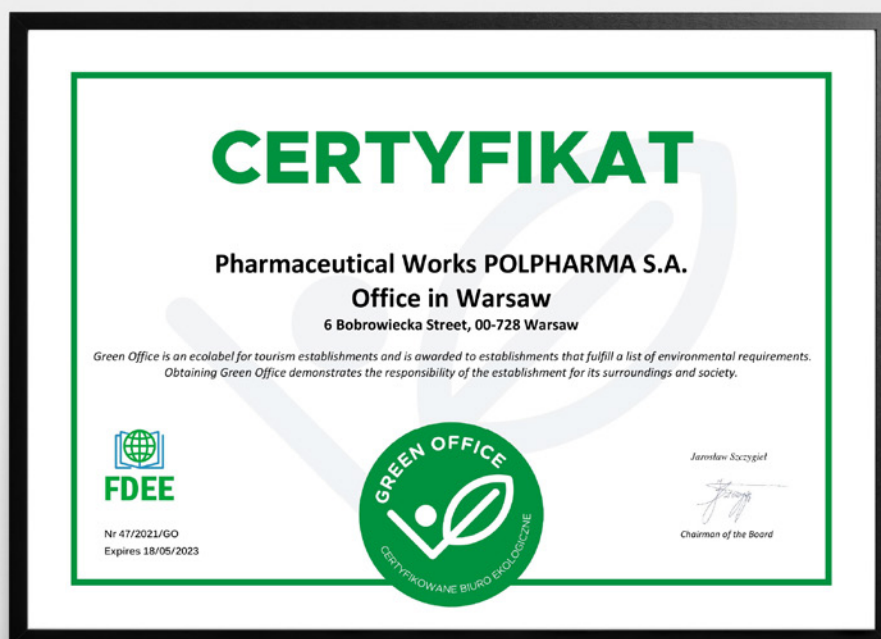 CERTYFIKAT
Pharmaceutical Works POLPHARMA S.A.
Office in Warsaw
6 Bobrowiecka Street, 00-728 Warsaw
Green Office is an ecolabel for tourism establishments and is awarded to establishments that fulfill a list of environmental requirements.
Obtaining Green Office demonstrates the responsibility of the establishment for its surroundings and society.
FDEE
Nr 47/2021/GO
Expires 18/05/2023
GREEN OFFICE
CERTYFIKOWANE BIURO EKOLOGICZNE
Jarosław Szczygieł
Chairman of the Board